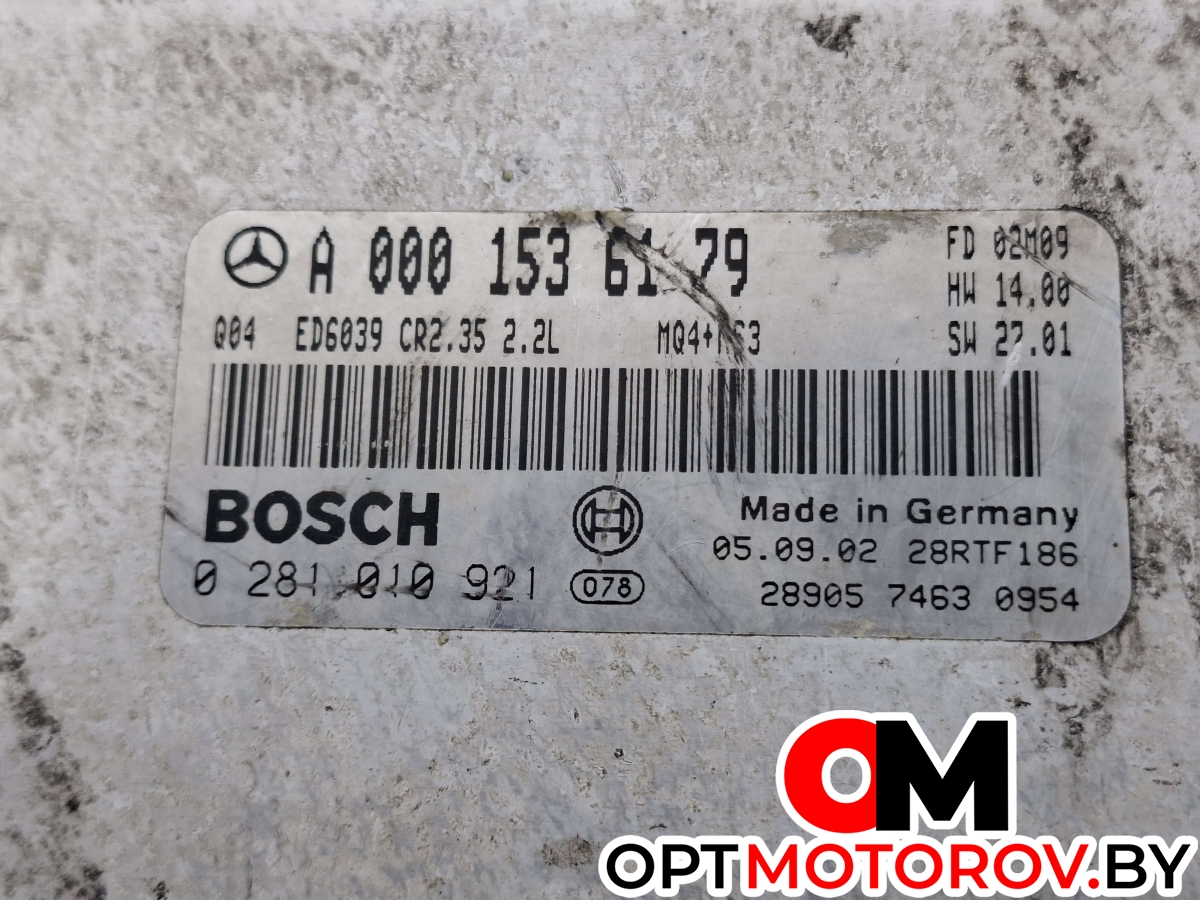 A 000 153 61 79
FD 02M09
HW 14.00
Q04 ED6039 CR2.35 2.2L
SW 27.01
BOSCH
Made in Germany
05.09.02 28RTF186
0 281 010 921 078
28905 7463 0954
OM
OPTMOTOROV.BY